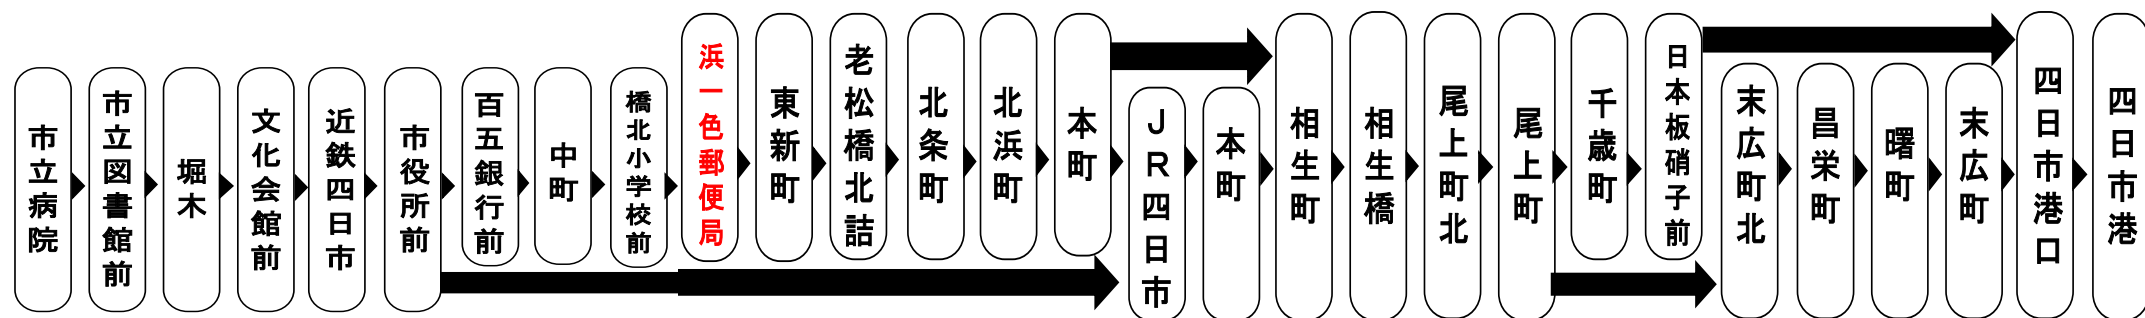 市立病院
市立図書館前
堀木
文化会館前
近鉄四日市
市役所前
百五銀行前
中町
橋北小学校前
浜一色郵便局
東新町
老松橋北詰
北条町
北浜町
本町
JR四日市
本町
相生町
相生橋
尾上町北
尾上町
千歳町
日本板硝子前
末広町北
昌栄町
曙町
末広町
四日市港口
四日市港